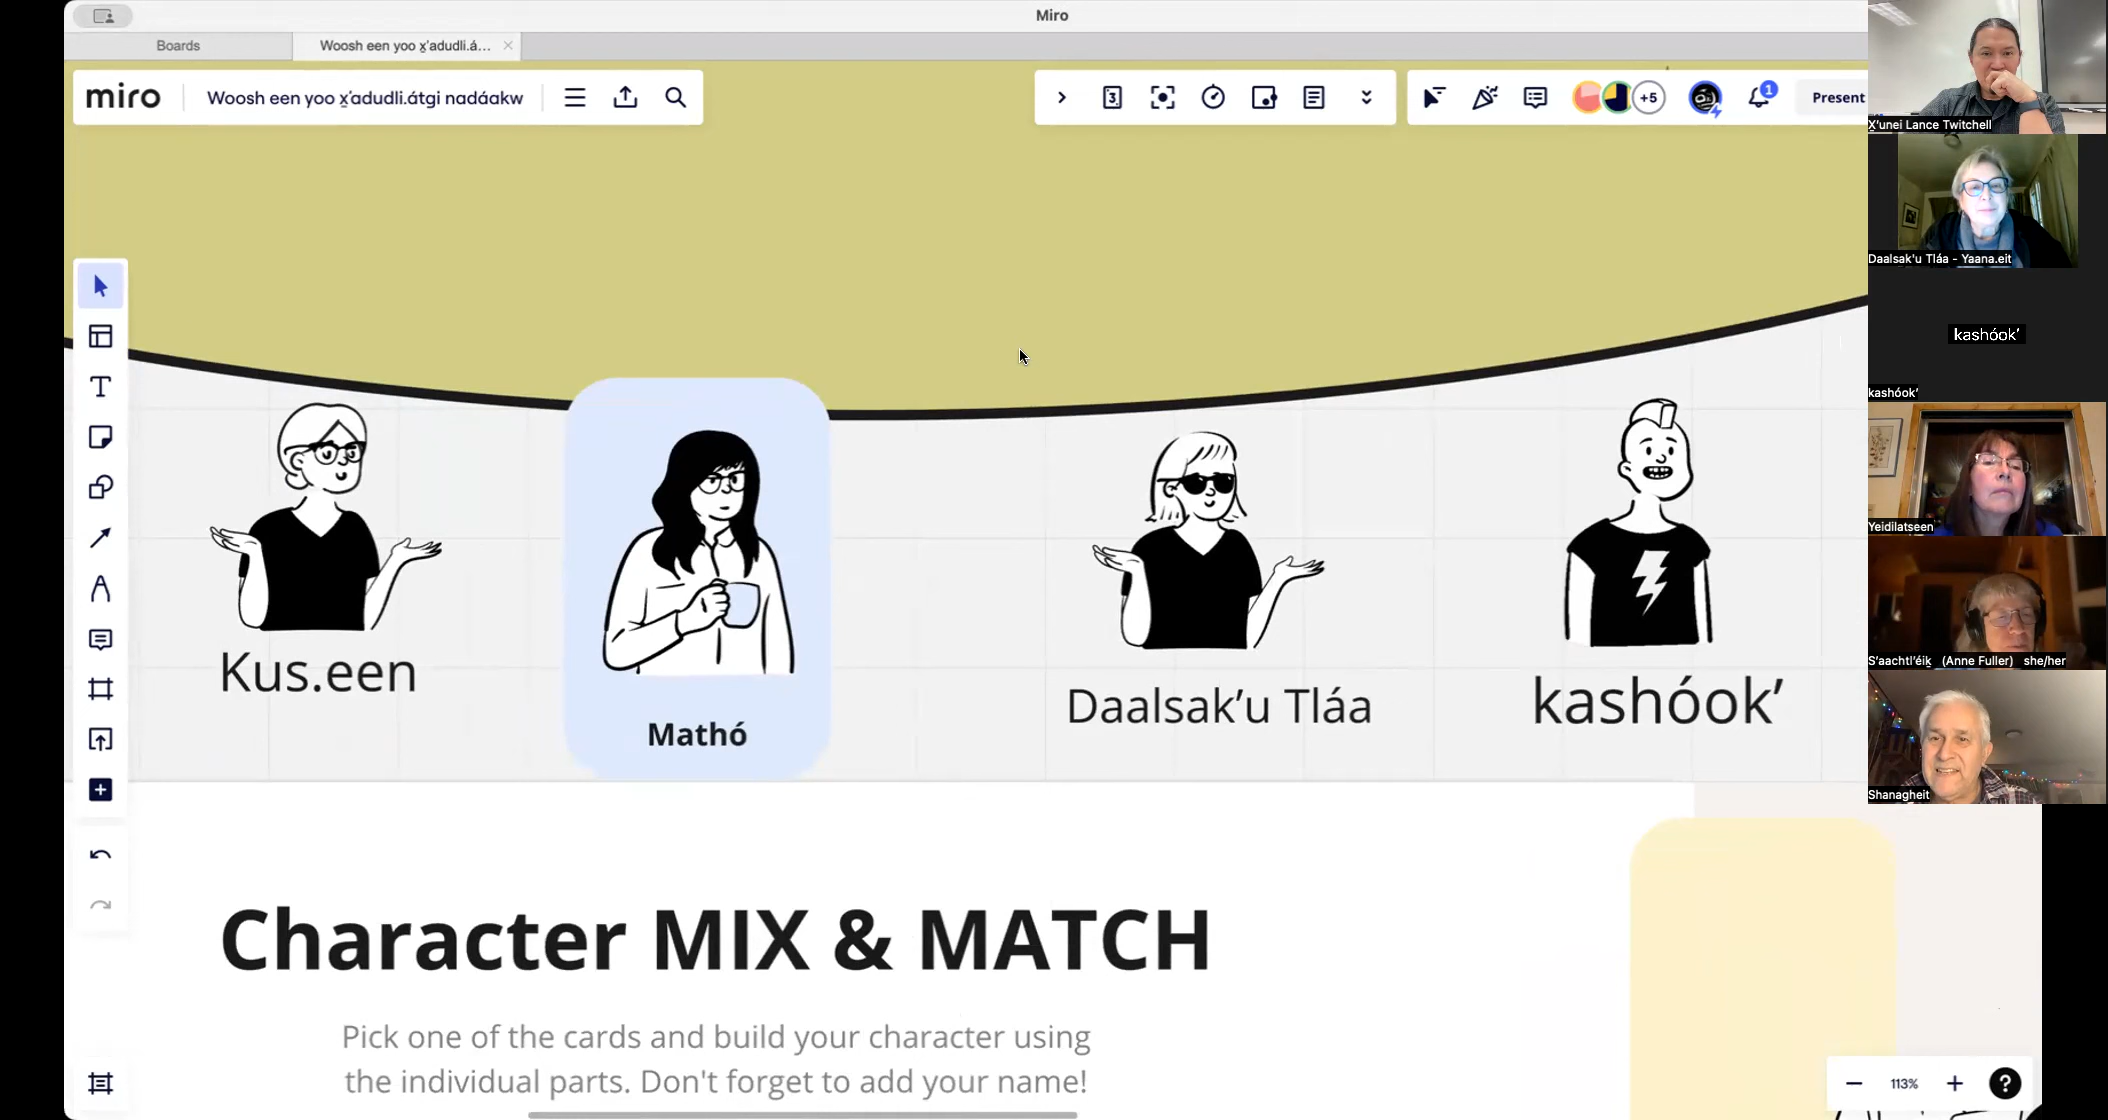 Miro
Boards
Woosh een yoo x̱'adudli.á...
miro
Woosh een yoo x̱'adudli.átgi nadáakw
3
+5
1
Present
X̱'unei Lance Twitchell
Daalsak'u Tláa - Yaana.eit
kashóok'
kashóok'
Yeidilatseen
S'aachtl'éiḵ (Anne Fuller) she/her
Shanagheit
Kus.een
Mathó
Daalsak’u Tláa
kashóok’
Character MIX & MATCH
Pick one of the cards and build your character using
the individual parts. Don't forget to add your name!
113%